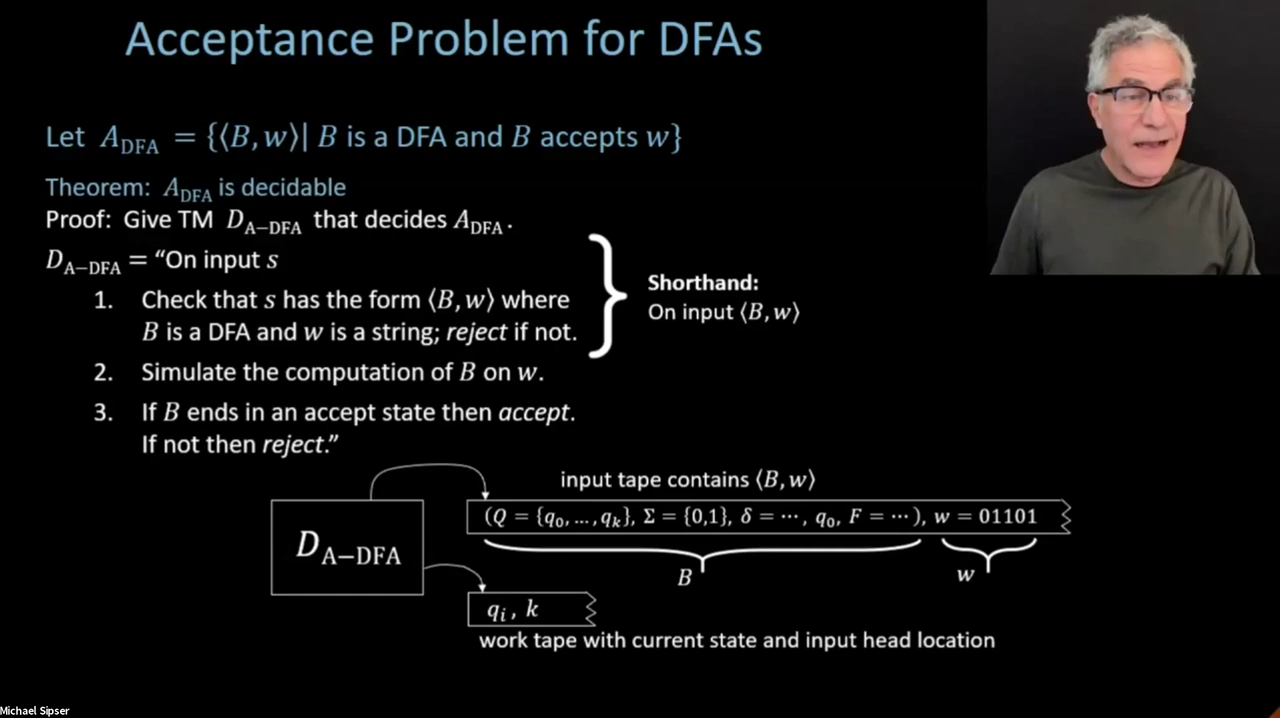 Acceptance Problem for DFAs
Let A_DFA = {⟨B, w⟩| B is a DFA and B accepts w}
Theorem: A_DFA is decidable
Proof: Give TM D_A−DFA that decides A_DFA .
D_A−DFA = “On input s
1. Check that s has the form ⟨B, w⟩ where
B is a DFA and w is a string; reject if not.
2. Simulate the computation of B on w.
3. If B ends in an accept state then accept.
If not then reject.”
Shorthand:
On input ⟨B, w⟩
input tape contains ⟨B, w⟩
(Q = {q₀, … , qₖ}, Σ = {0,1}, δ = ⋯ , q₀, F = ⋯ ), w = 01101
B
w
D_A−DFA
qᵢ , k
work tape with current state and input head location
Michael Sipser